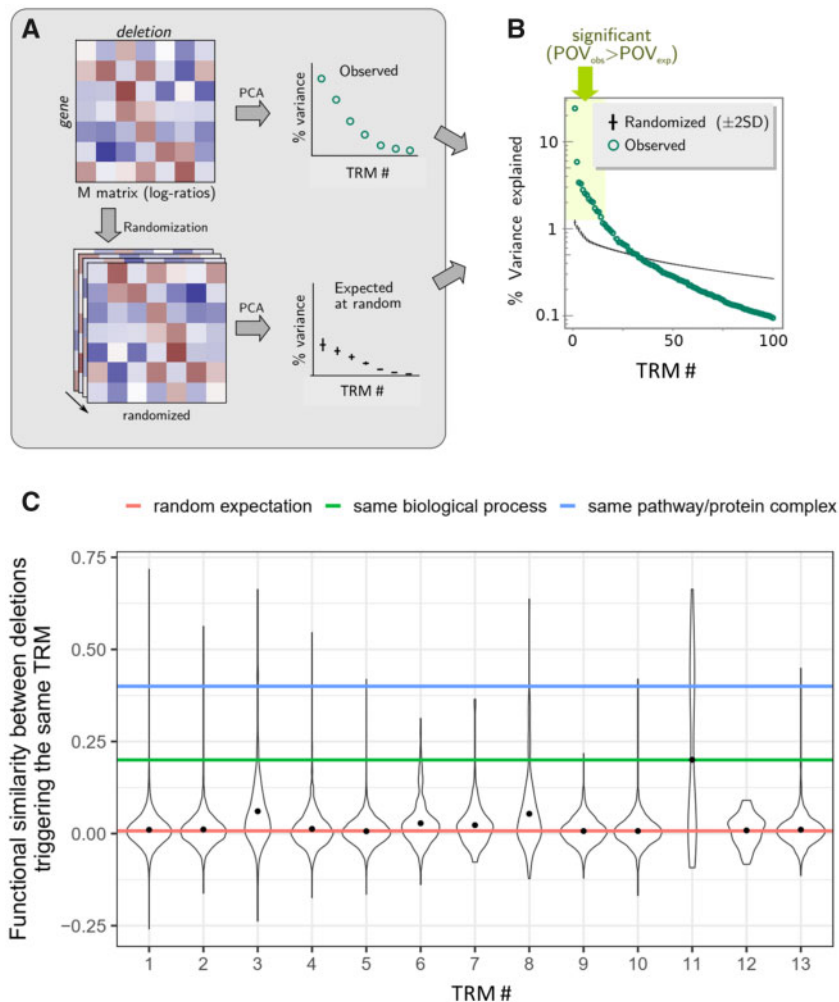 A
deletion
gene
M matrix (log-ratios)
PCA
Observed
% variance
TRM #
Randomization
PCA
Expected
at random
% variance
TRM #
randomized
B
significant
(POVobs>POVexp)
Randomized (±2SD)
Observed
% Variance explained
10
1
0.1
0
50
100
TRM #
C
random expectation same biological process same pathway/protein complex
Functional similarity between deletions
triggering the same TRM
0.75
0.50
0.25
0.00
−0.25
1 2 3 4 5 6 7 8 9 10 11 12 13
TRM #